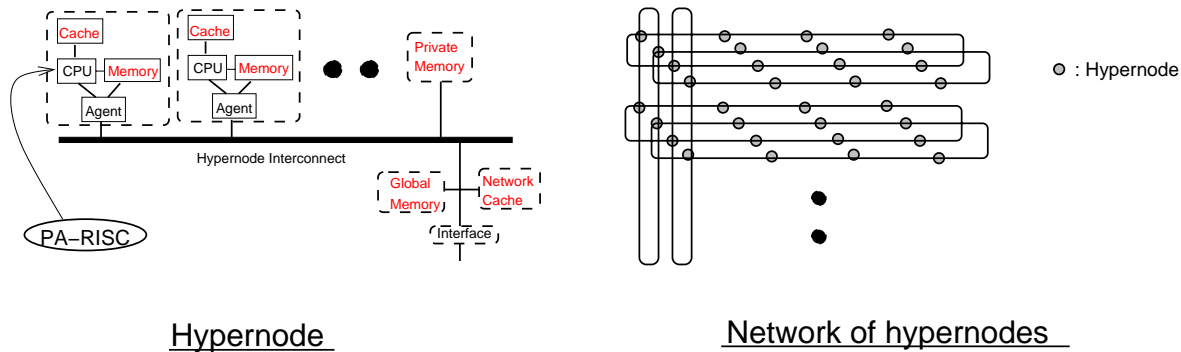 Cache
CPU
Memory
Agent
Cache
CPU
Memory
Agent
Private
Memory
Hypernode Interconnect
Global
Memory
Network
Cache
Interface
PA–RISC
Hypernode
: Hypernode
Network of hypernodes